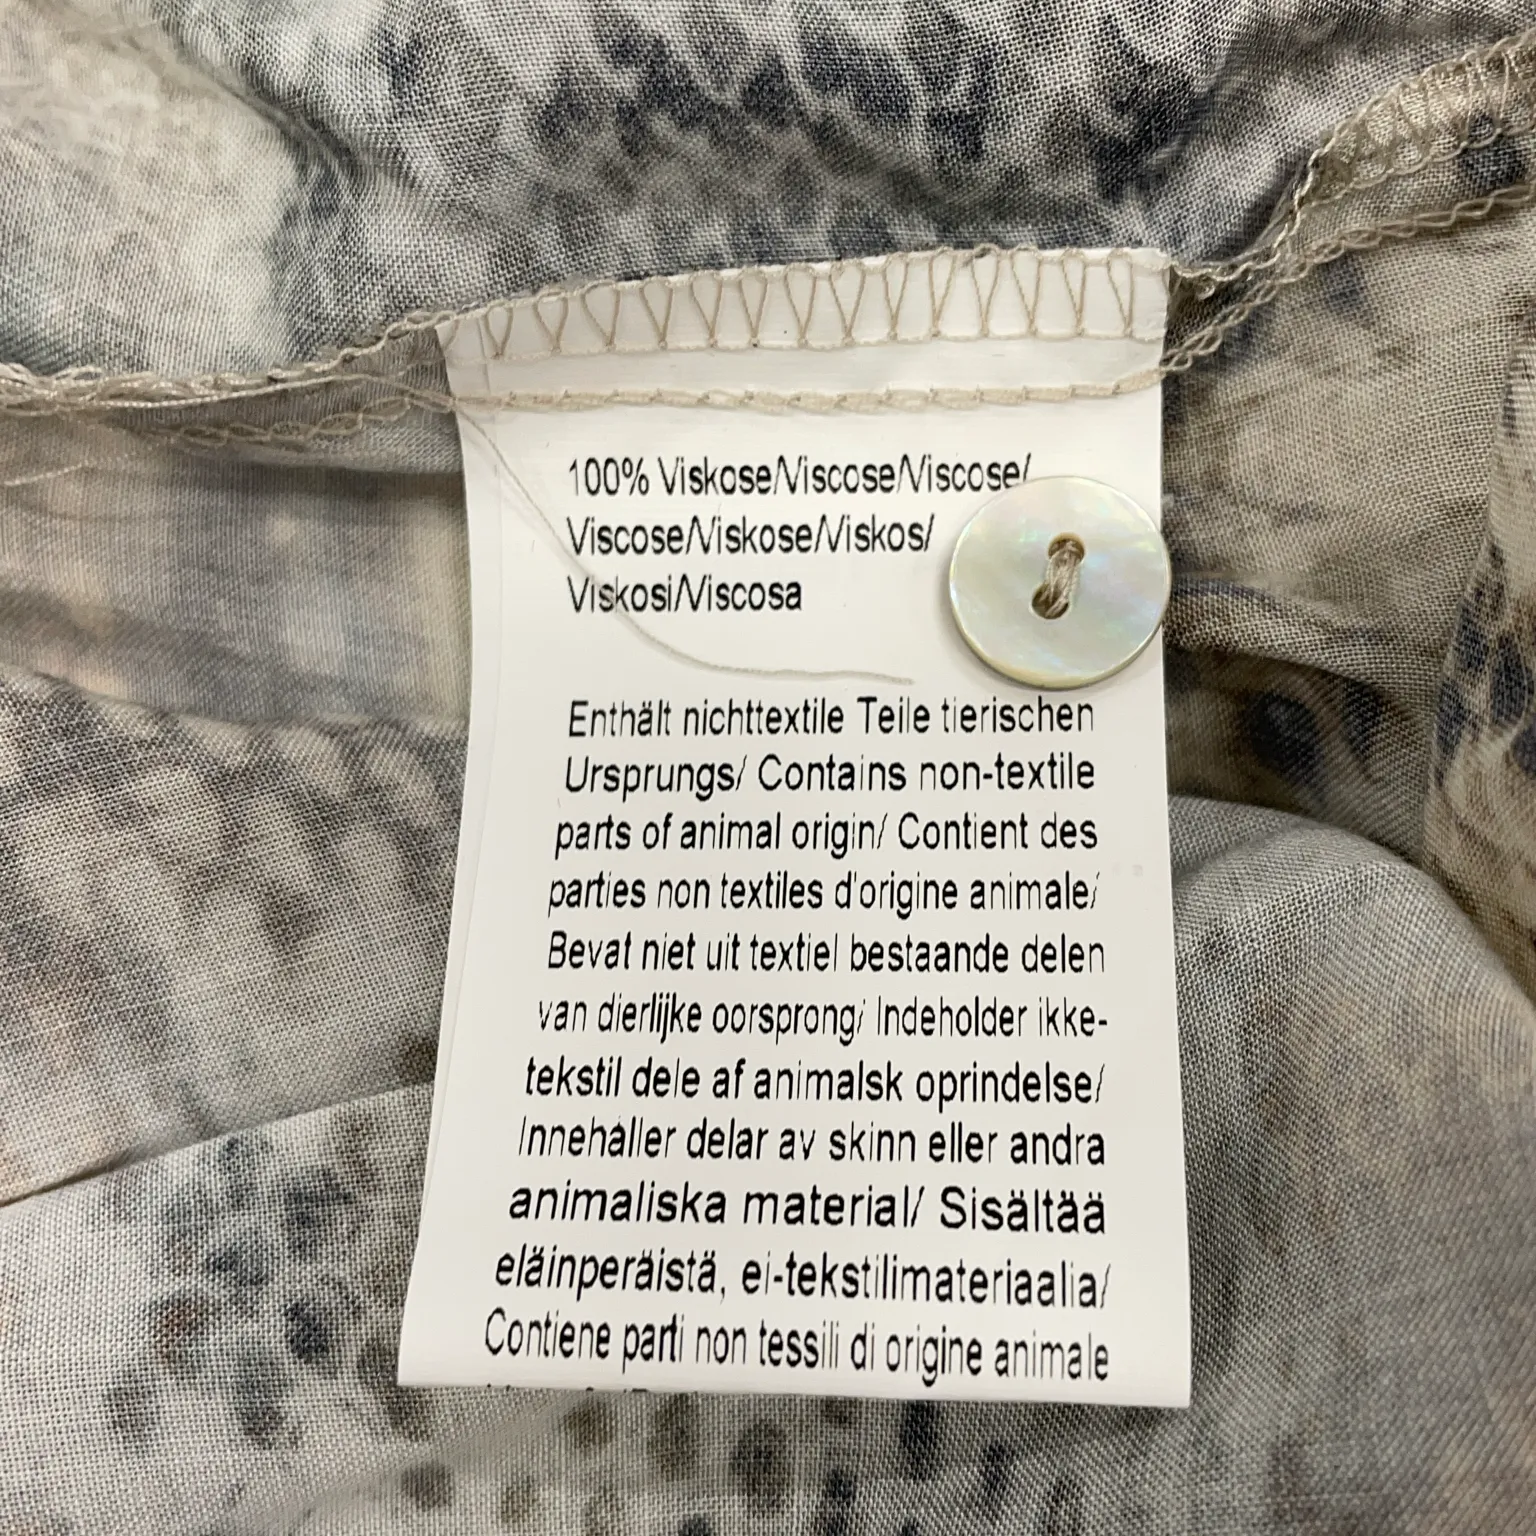 100% Viskose/Viscose/Viscose/
Viscose/Viskose/Viskos/
Viskosi/Viscosa
Enthält nichttextile Teile tierischen
Ursprungs/ Contains non-textile
parts of animal origin/ Contient des
parties non textiles d'origine animale/
Bevat niet uit textiel bestaande delen
van dierlijke oorsprong/ Indeholder ikke-
tekstil dele af animalsk oprindelse/
Innehåller delar av skinn eller andra
animaliska material/ Sisältää
eläinperäistä, ei-tekstilimateriaalia/
Contiene parti non tessili di origine animale